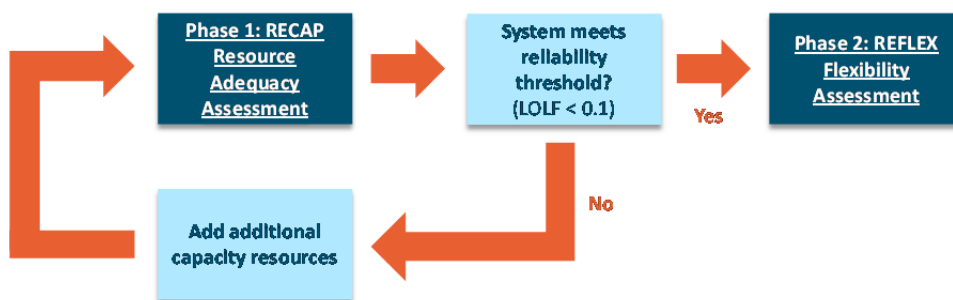 Phase 1: RECAP
Resource
Adequacy
Assessment
System meets
reliability
threshold?
(LOLF < 0.1)
Yes
Phase 2: REFLEX
Flexibility
Assessment
No
Add additional
capacity resources